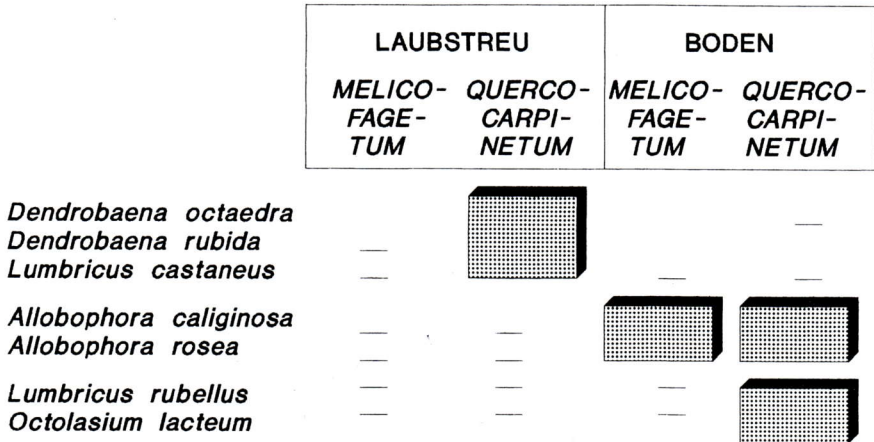 LAUBSTREU BODEN
MELICO- QUERCO- MELICO- QUERCO-
FAGE- CARPI- FAGE- CARPI-
TUM NETUM TUM NETUM
Dendrobaena octaedra
Dendrobaena rubida
Lumbricus castaneus
Allobophora caliginosa
Allobophora rosea
Lumbricus rubellus
Octolasium lacteum